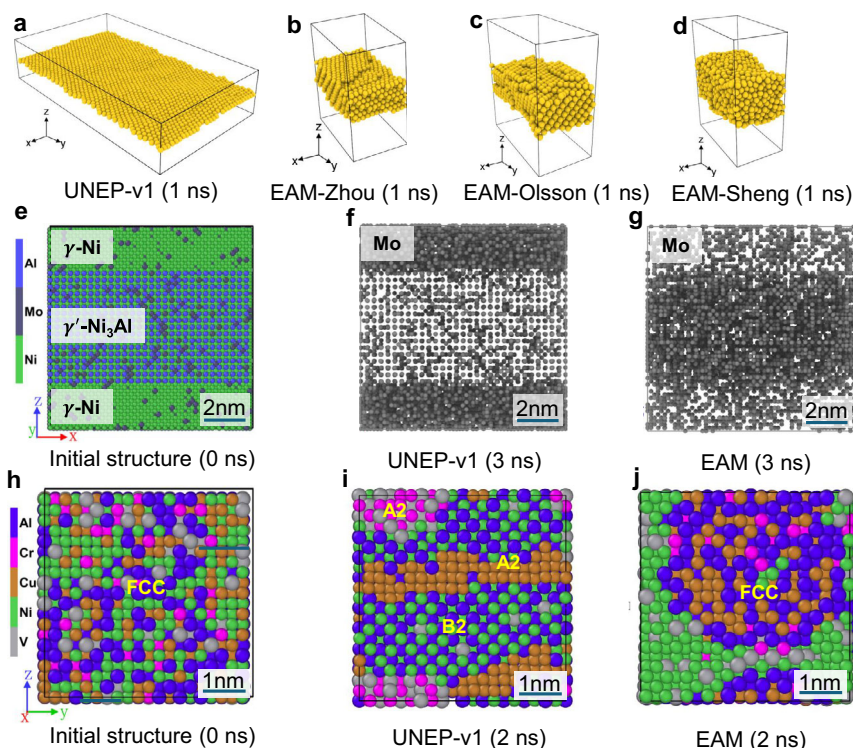 a
b
c
d
z
x
y
z
x
y
z
x
y
z
x
y
UNEP-v1 (1 ns)
EAM-Zhou (1 ns)
EAM-Olsson (1 ns)
EAM-Sheng (1 ns)
e
f
g
Al
Mo
Ni
γ-Ni
γ′-Ni₃Al
γ-Ni
2nm
z
y
x
Mo
2nm
Mo
2nm
Initial structure (0 ns)
UNEP-v1 (3 ns)
EAM (3 ns)
h
i
j
Al
Cr
Cu
Ni
V
FCC
1nm
z
x
y
A2
A2
B2
1nm
FCC
1nm
Initial structure (0 ns)
UNEP-v1 (2 ns)
EAM (2 ns)